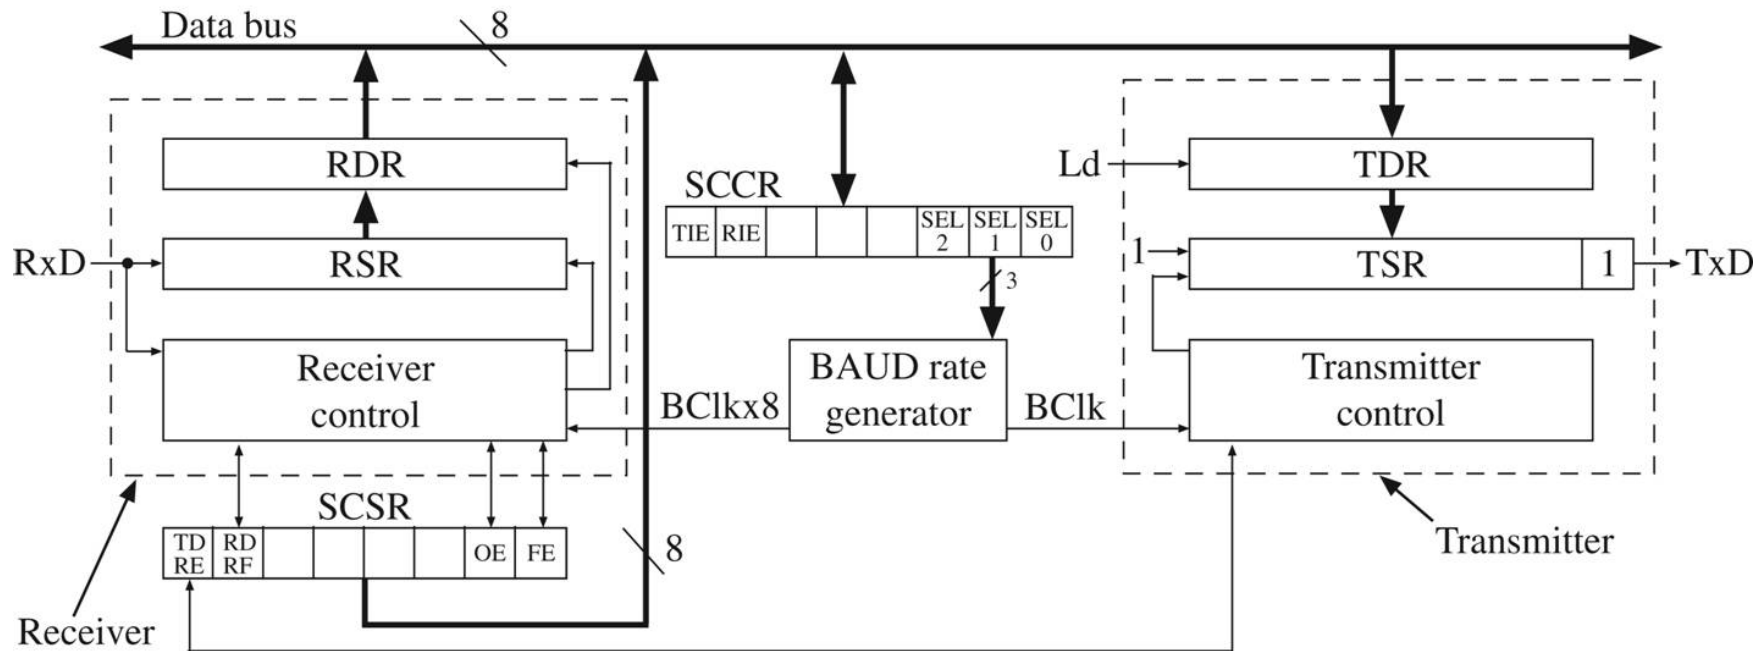 Data bus
8
RDR
Ld
TDR
SCCR
TIE RIE SEL 2 SEL 1 SEL 0
RxD
RSR
1
TSR
1
TxD
3
Receiver
control
BAUD rate
generator
Transmitter
control
BClkx8
BClk
SCSR
TD RE RD RF OE FE
8
Transmitter
Receiver